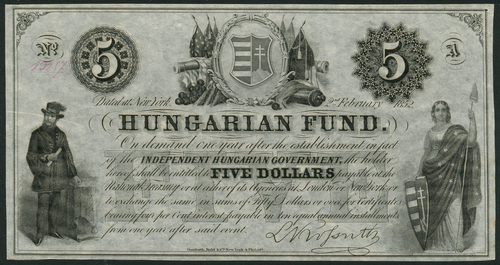 No. A
5 5
Dated at New York 2nd February 1852
HUNGARIAN FUND.
On demand one year after the establishment in fact
of the INDEPENDENT HUNGARIAN GOVERNMENT, the holder
hereof shall be entitled to FIVE DOLLARS payable at the
National Treasury or at either of its Agencies at London or New York or
to exchange the same in sums of Fifty Dollars or over for Certificates
bearing four per Cent interest payable in ten equal annual instalments
from one year after said event.
L Kossuth